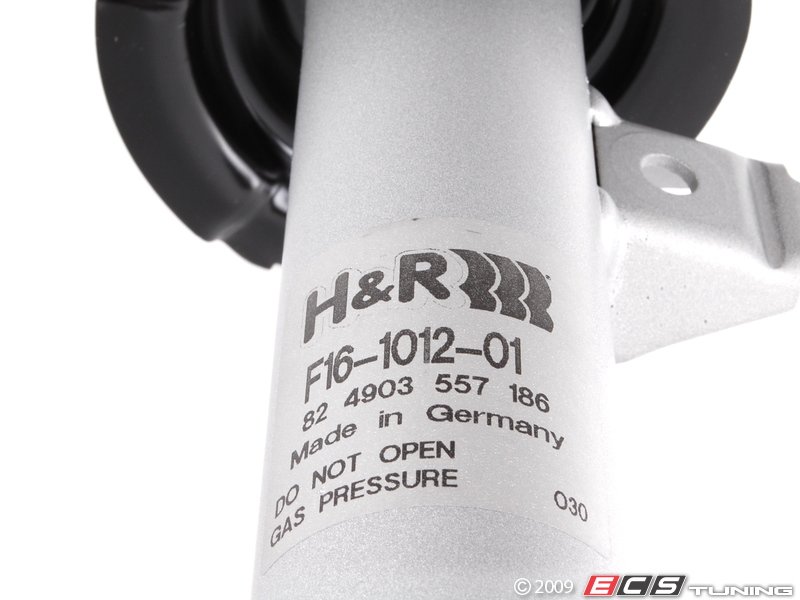 H&R
F16-1012-01
82 4903 557 186
Made in Germany
DO NOT OPEN
GAS PRESSURE
030
©2009 ECS TUNING